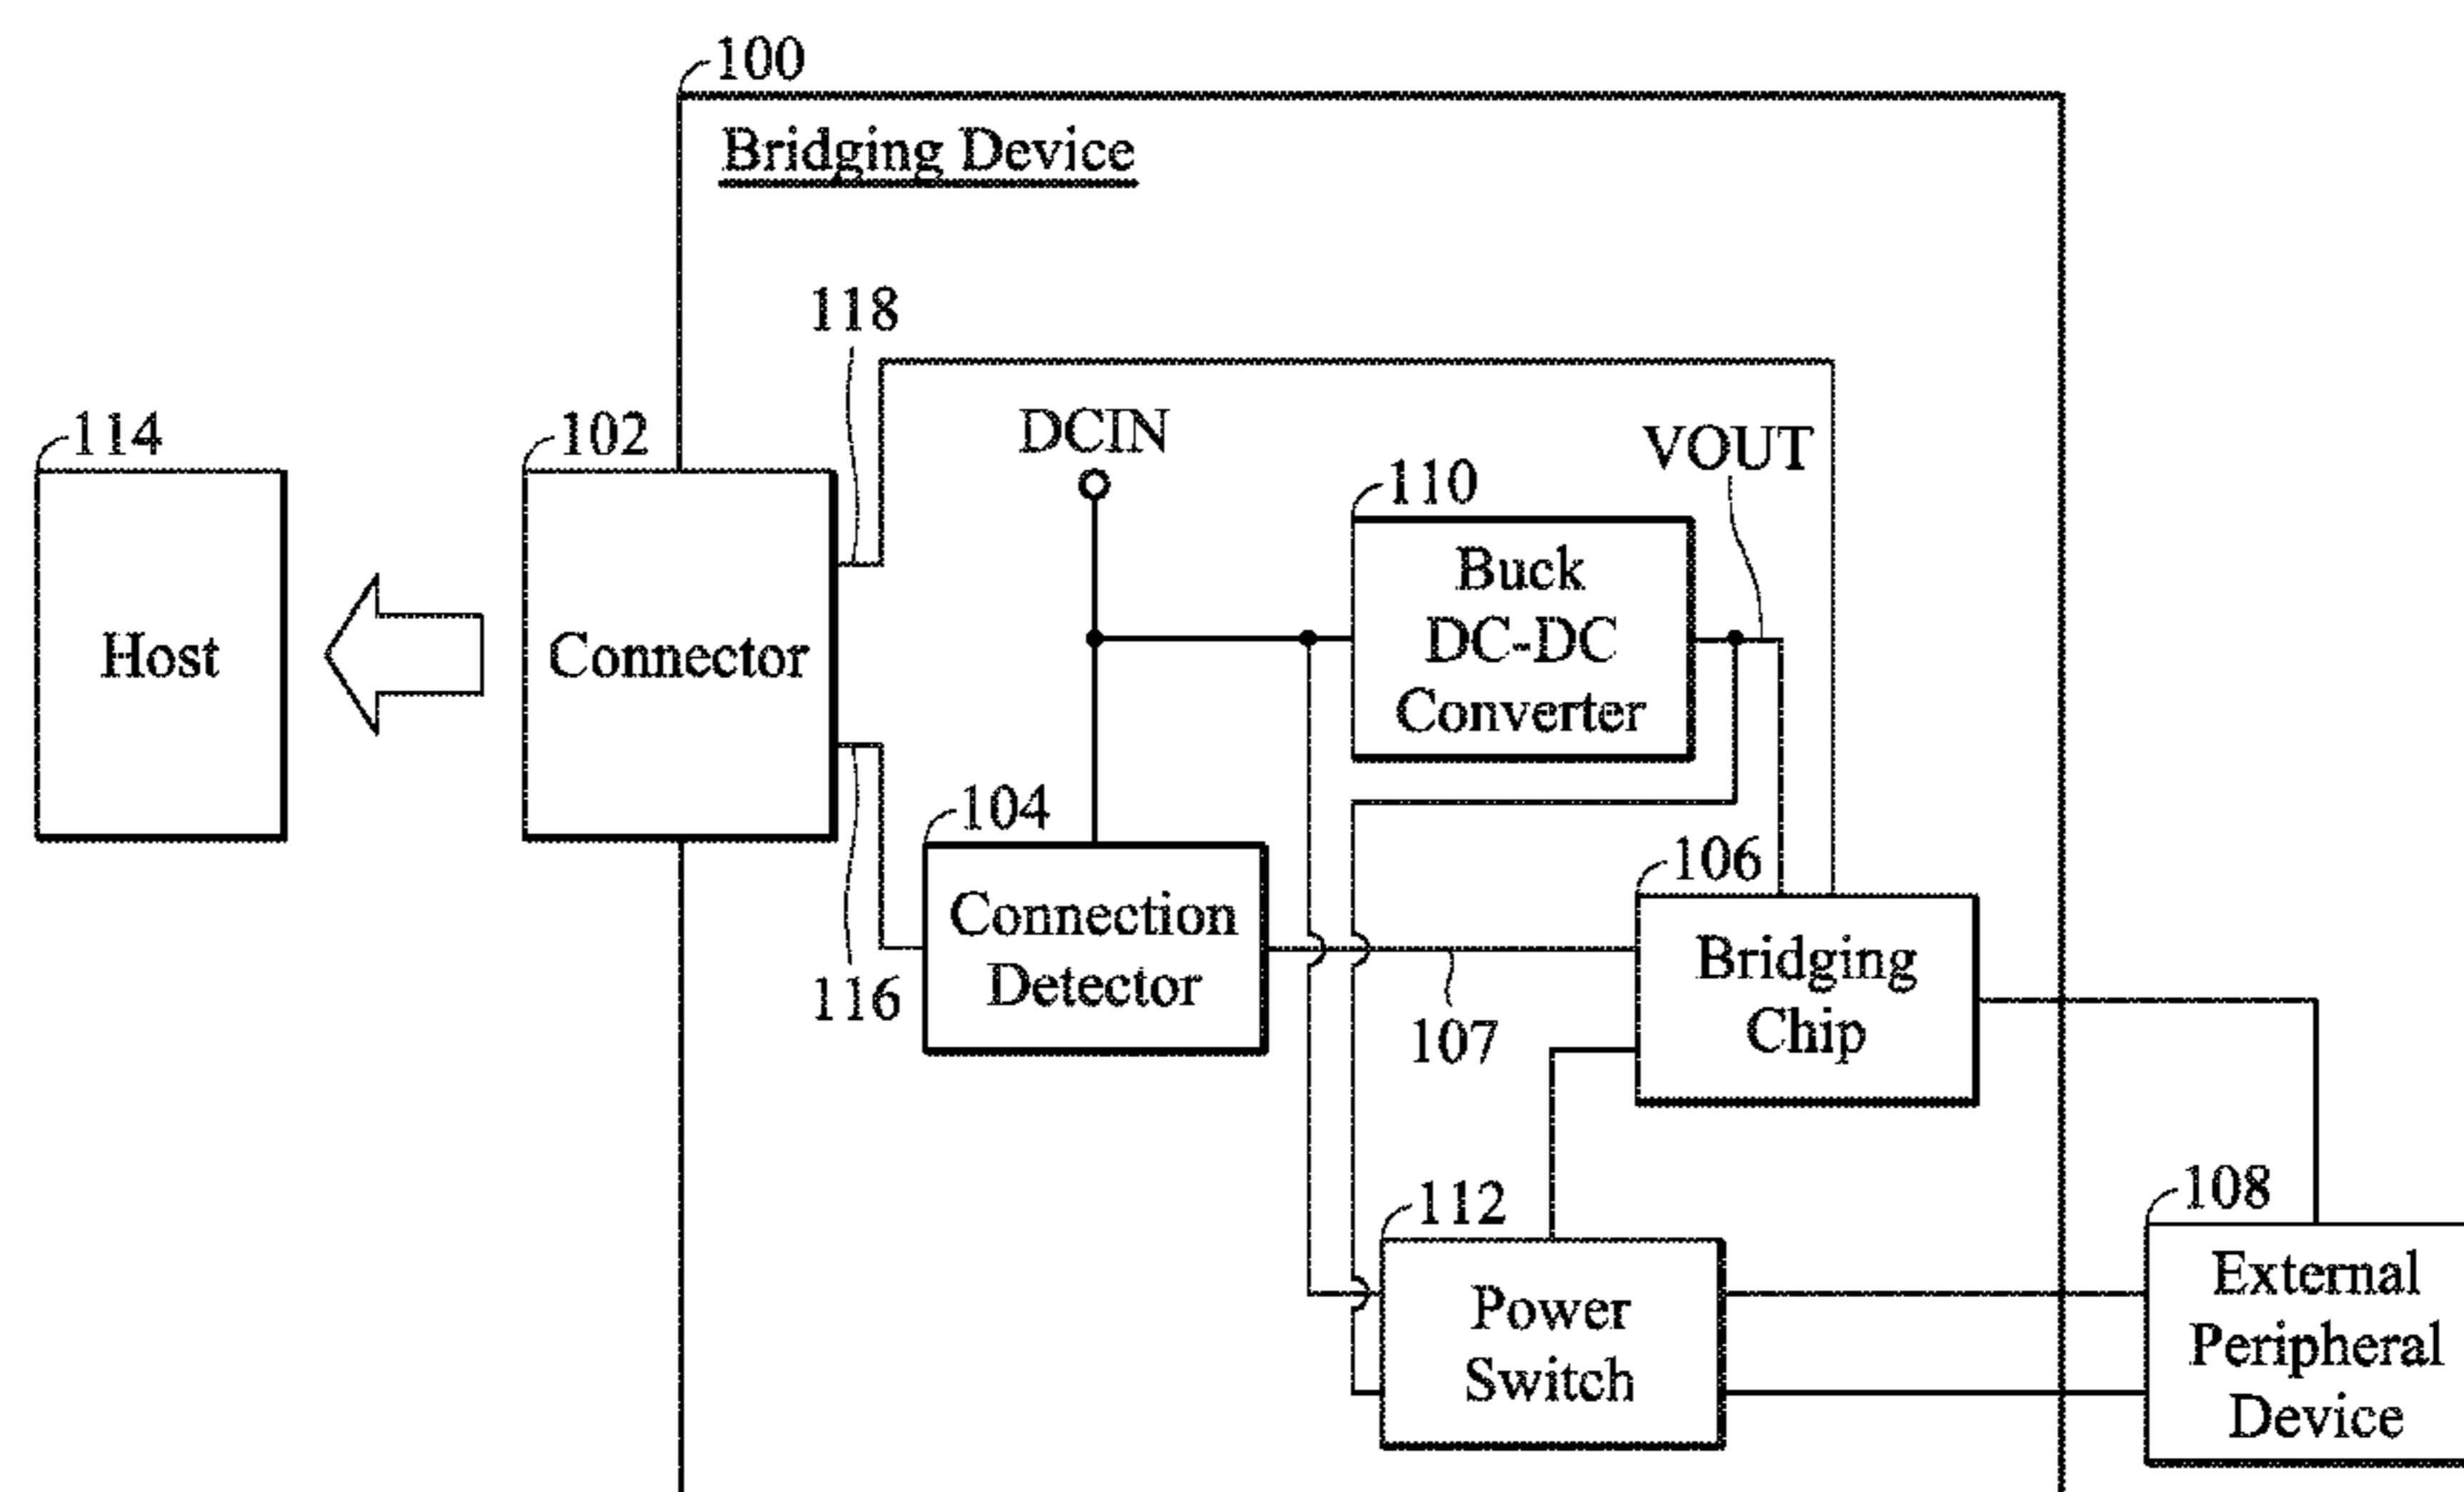 100
Bridging Device
118
114
102
DCIN
VOUT
110
Host
Connector
Buck
DC-DC
Converter
104
106
Connection
Detector
116
107
Bridging
Chip
112
108
Power
Switch
External
Peripheral
Device